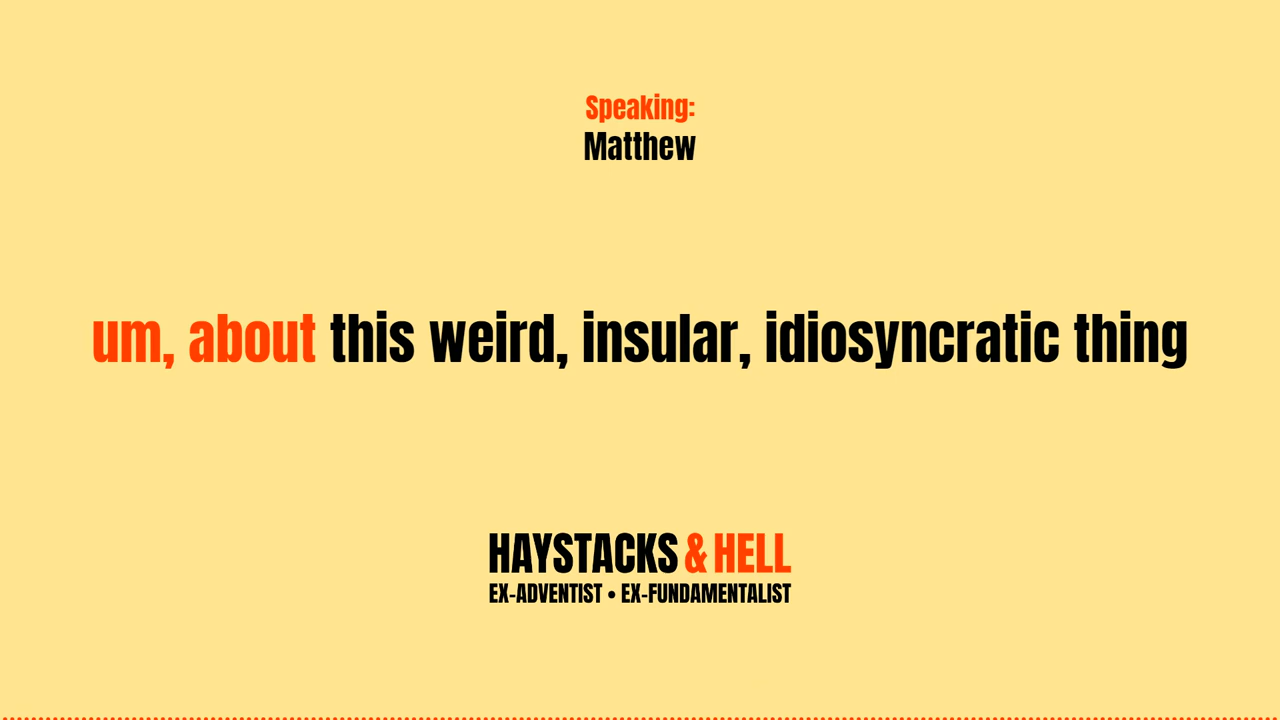 Speaking:
Matthew
um, about this weird, insular, idiosyncratic thing
HAYSTACKS & HELL
EX-ADVENTIST • EX-FUNDAMENTALIST